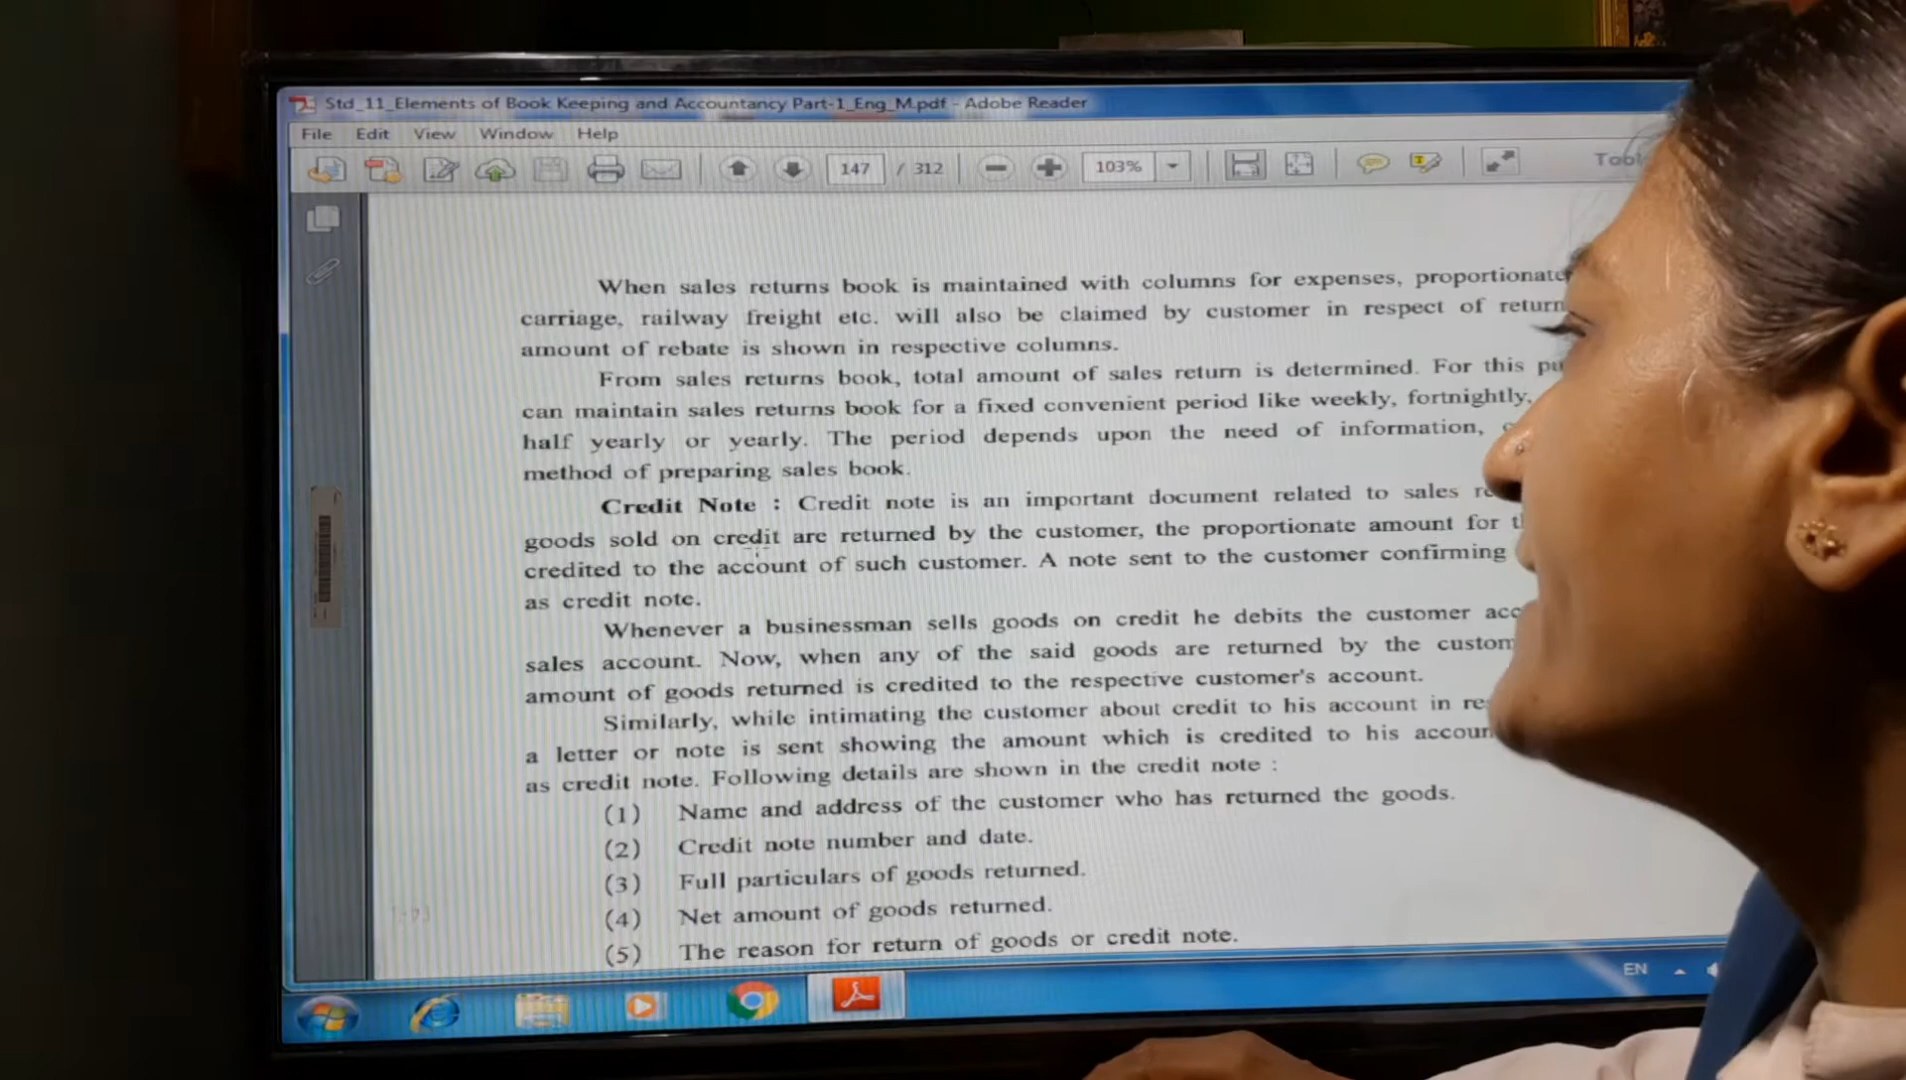 Std_11_Elements of Book Keeping and Accountancy Part-1_Eng_M.pdf - Adobe Reader
File Edit View Window Help
147 / 312 103% Tool
When sales returns book is maintained with columns for expenses, proportionate
carriage, railway freight etc. will also be claimed by customer in respect of return
amount of rebate is shown in respective columns.
From sales returns book, total amount of sales return is determined. For this pu
can maintain sales returns book for a fixed convenient period like weekly, fortnightly,
half yearly or yearly. The period depends upon the need of information,
method of preparing sales book.
Credit Note : Credit note is an important document related to sales re
goods sold on credit are returned by the customer, the proportionate amount for
credited to the account of such customer. A note sent to the customer confirming
as credit note.
Whenever a businessman sells goods on credit he debits the customer acc
sales account. Now, when any of the said goods are returned by the custom
amount of goods returned is credited to the respective customer's account.
Similarly, while intimating the customer about credit to his account in re
a letter or note is sent showing the amount which is credited to his accoun
as credit note. Following details are shown in the credit note :
(1) Name and address of the customer who has returned the goods.
(2) Credit note number and date.
(3) Full particulars of goods returned.
(4) Net amount of goods returned.
(5) The reason for return of goods or credit note.
EN